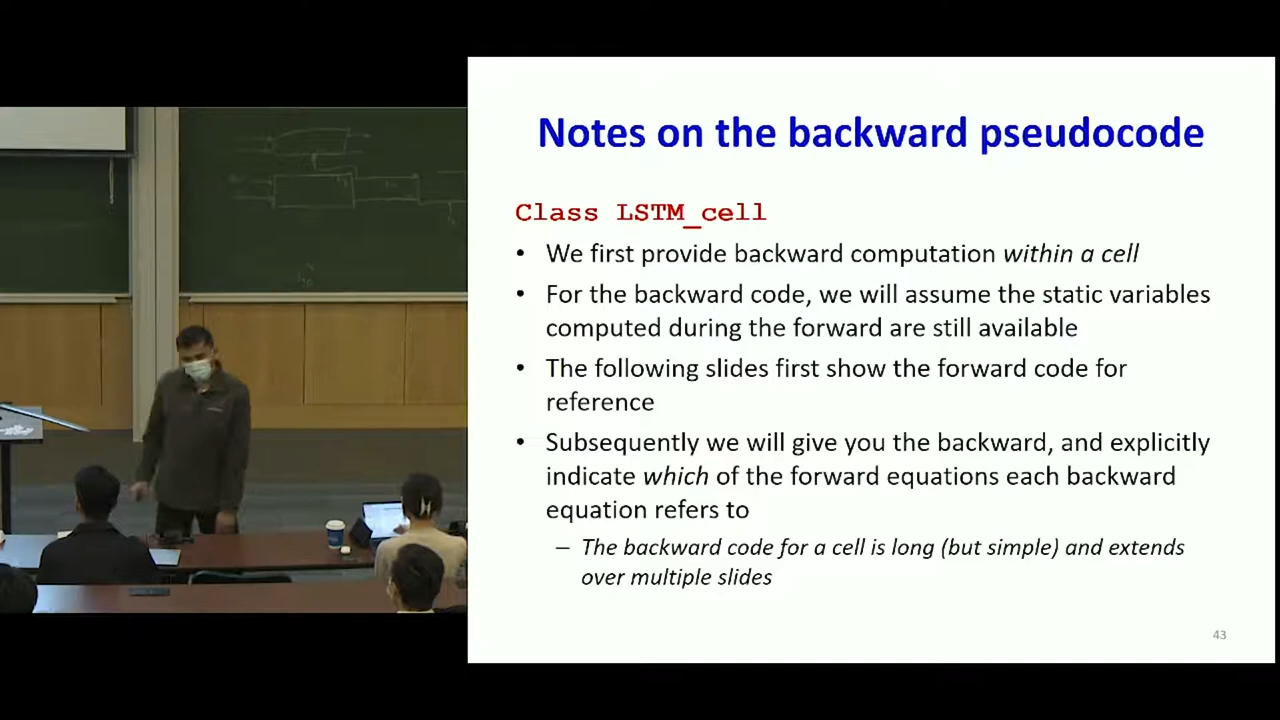 Notes on the backward pseudocode
Class LSTM_cell
• We first provide backward computation within a cell
• For the backward code, we will assume the static variables
computed during the forward are still available
• The following slides first show the forward code for
reference
• Subsequently we will give you the backward, and explicitly
indicate which of the forward equations each backward
equation refers to
– The backward code for a cell is long (but simple) and extends
over multiple slides
43